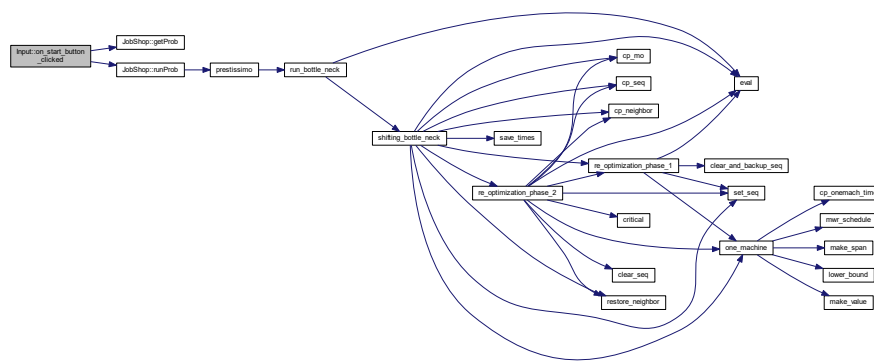 Input::on_start_button
_clicked
JobShop::getProb
JobShop::runProb
prestissimo
run_bottle_neck
shifting_bottle_neck
cp_mo
cp_seq
cp_neighbor
save_times
re_optimization_phase_1
re_optimization_phase_2
critical
clear_seq
restore_neighbor
eval
clear_and_backup_seq
set_seq
one_machine
cp_onemach_time
mwr_schedule
make_span
lower_bound
make_value